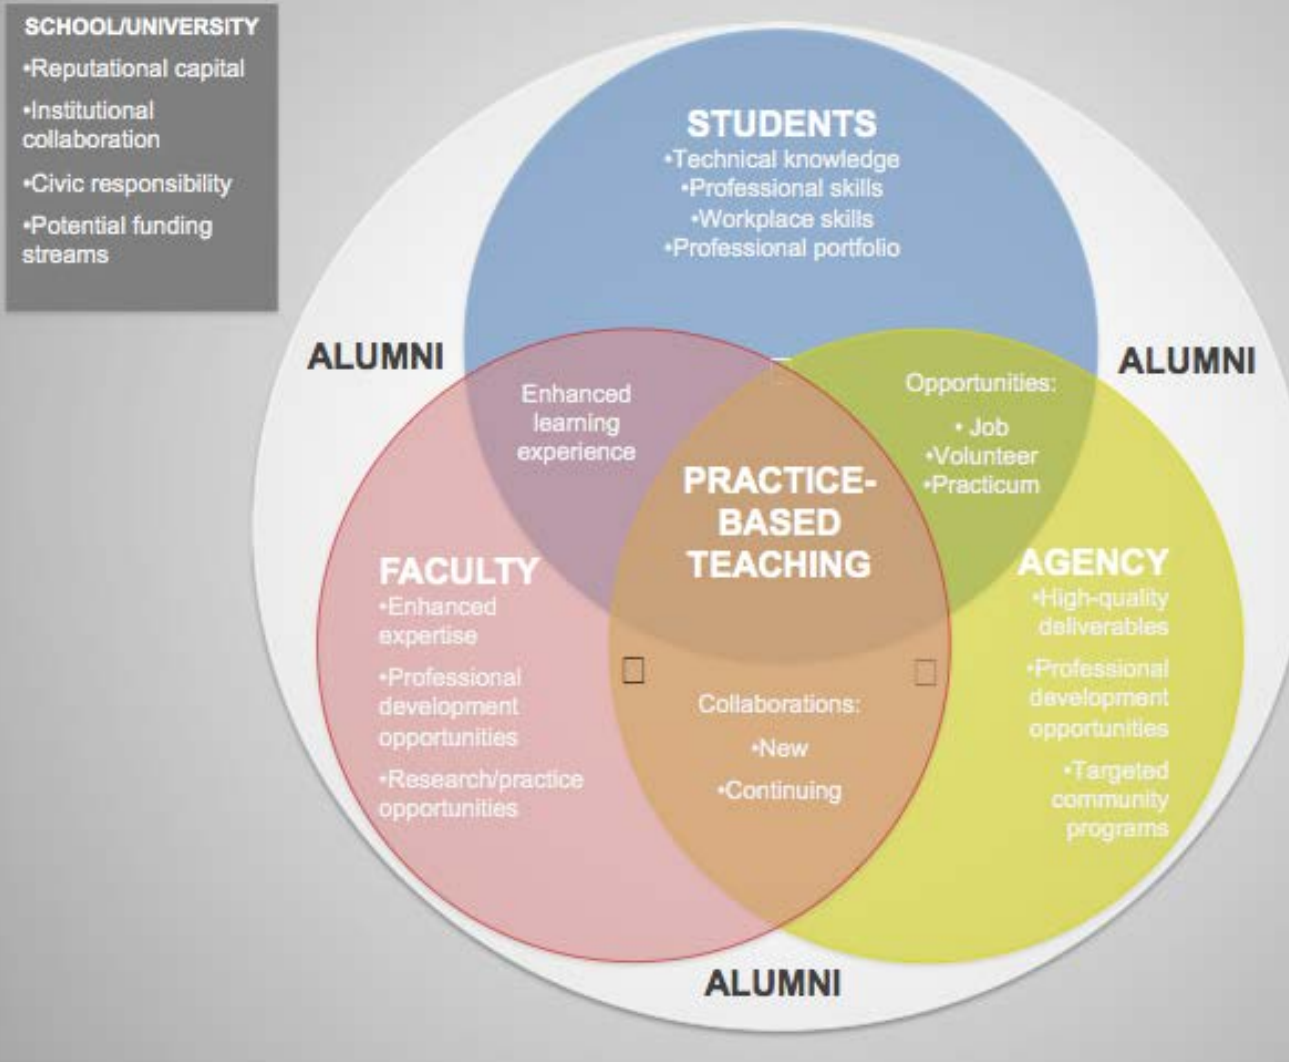 SCHOOL/UNIVERSITY
•Reputational capital
•Institutional
collaboration
•Civic responsibility
•Potential funding
streams
STUDENTS
•Technical knowledge
•Professional skills
•Workplace skills
•Professional portfolio
ALUMNI
ALUMNI
Enhanced
learning
experience
Opportunities:
• Job
•Volunteer
•Practicum
PRACTICE-
BASED
TEACHING
FACULTY
•Enhanced
expertise
•Professional
development
opportunities
•Research/practice
opportunities
AGENCY
•High-quality
deliverables
•Professional
development
opportunities
•Targeted
community
programs
Collaborations:
•New
•Continuing
ALUMNI